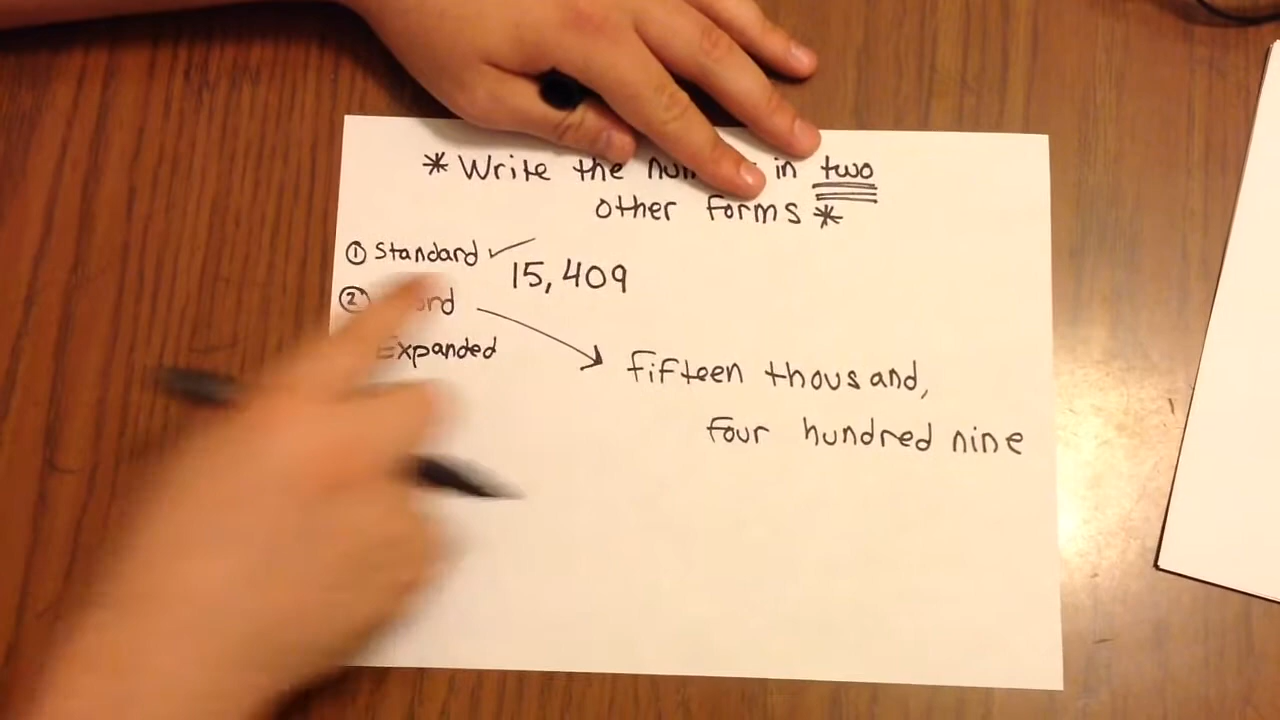 * Write the in two
other forms *
① Standard ✓
15,409
②
Expanded
fifteen thousand,
four hundred nine